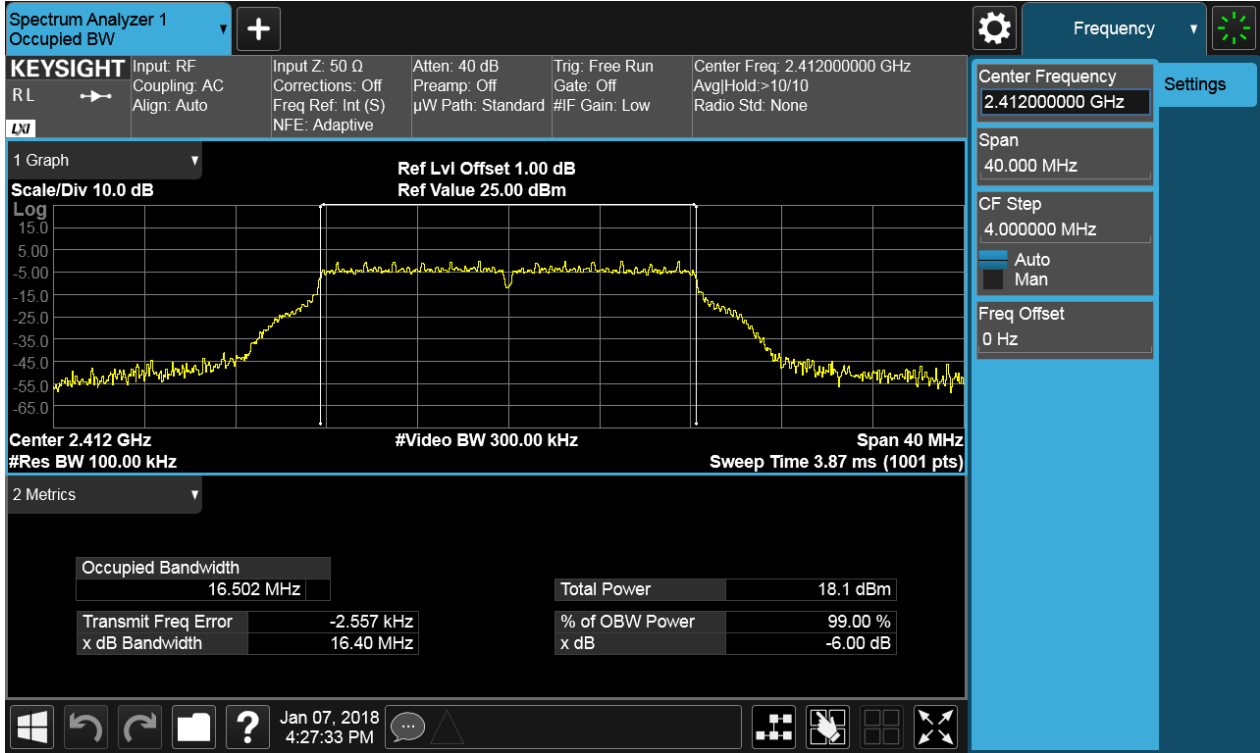 Spectrum Analyzer 1
Occupied BW
+
Frequency
KEYSIGHT
RL
LXI
Input: RF
Coupling: AC
Align: Auto
Input Z: 50 Ω
Corrections: Off
Freq Ref: Int (S)
NFE: Adaptive
Atten: 40 dB
Preamp: Off
µW Path: Standard
Trig: Free Run
Gate: Off
#IF Gain: Low
Center Freq: 2.412000000 GHz
Avg|Hold:>10/10
Radio Std: None
Center Frequency
2.412000000 GHz
Settings
Span
40.000 MHz
CF Step
4.000000 MHz
Auto
Man
Freq Offset
0 Hz
1 Graph
Ref Lvl Offset 1.00 dB
Scale/Div 10.0 dB
Ref Value 25.00 dBm
Log
15.0
5.00
-5.00
-15.0
-25.0
-35.0
-45.0
-55.0
-65.0
Center 2.412 GHz
#Video BW 300.00 kHz
Span 40 MHz
#Res BW 100.00 kHz
Sweep Time 3.87 ms (1001 pts)
2 Metrics
Occupied Bandwidth
16.502 MHz
Total Power 18.1 dBm
Transmit Freq Error -2.557 kHz
% of OBW Power 99.00 %
x dB Bandwidth 16.40 MHz
x dB -6.00 dB
?
Jan 07, 2018
4:27:33 PM